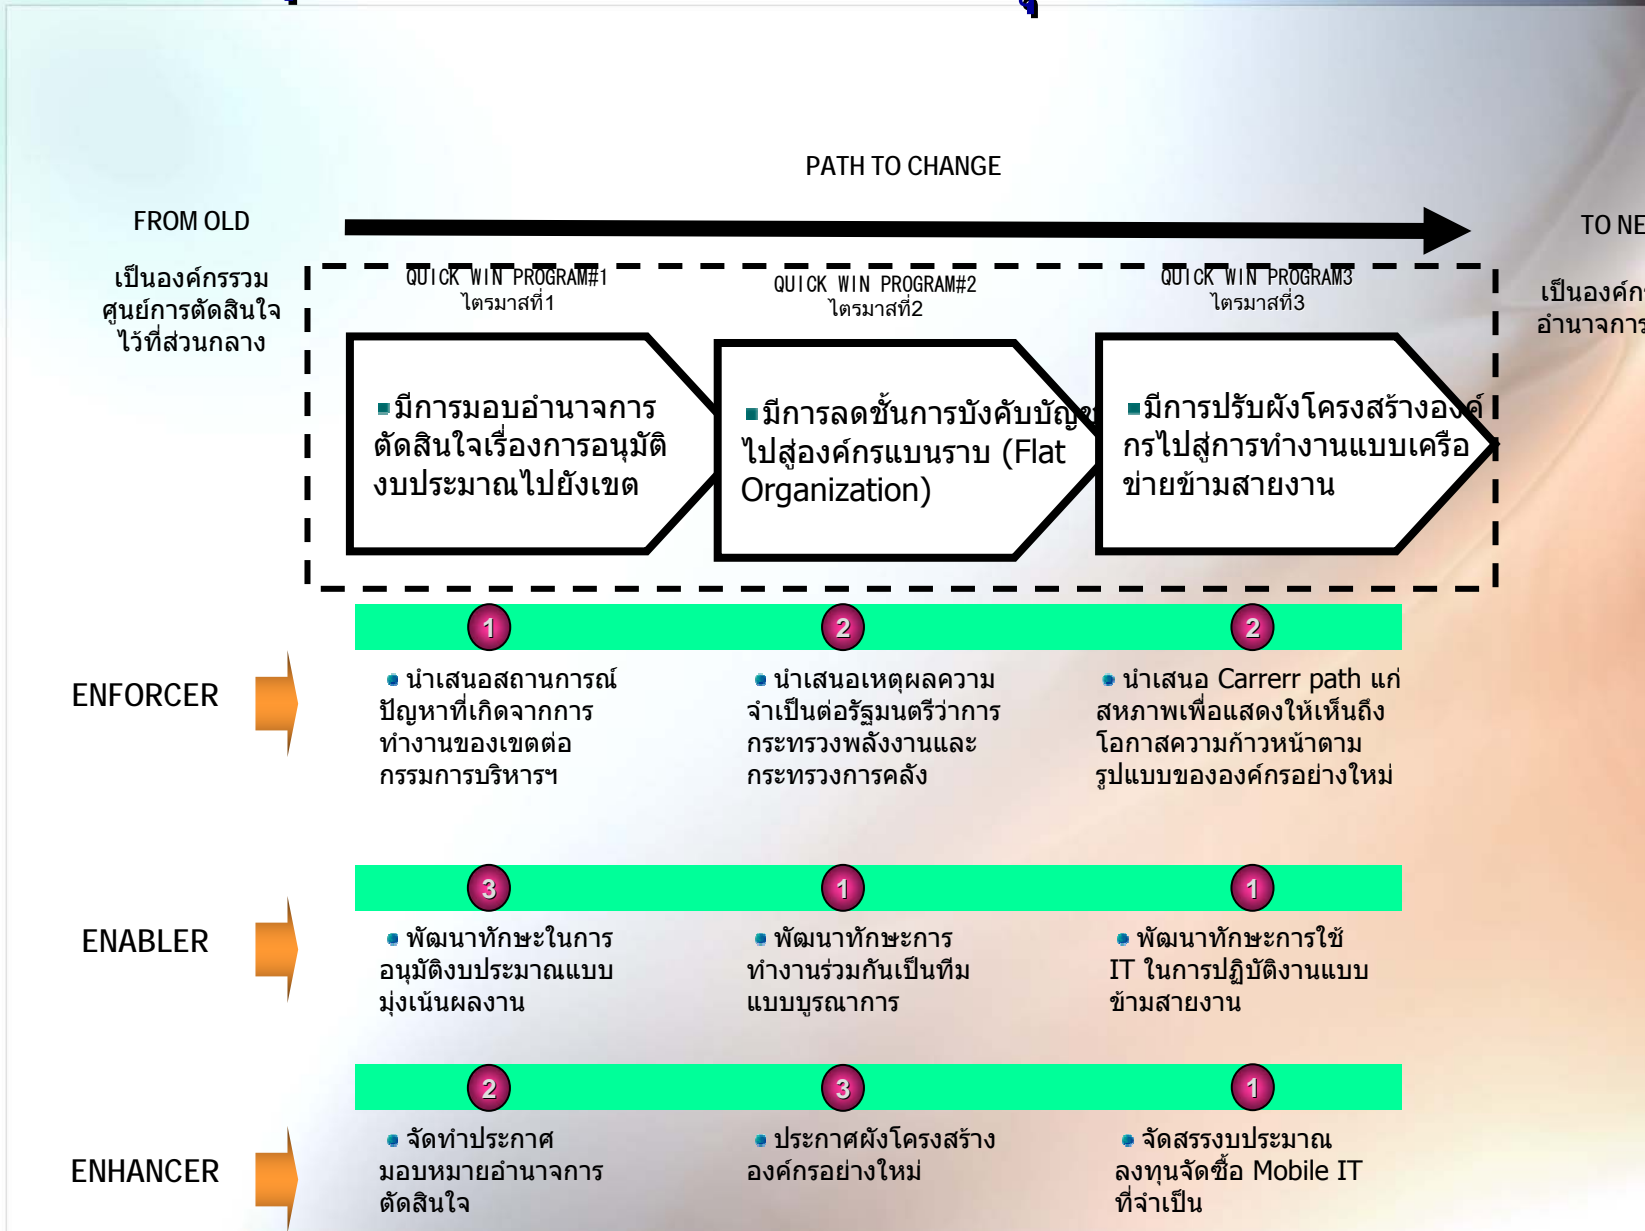 PATH TO CHANGE
FROM OLD
เป็นองค์กรรวม
ศูนย์การตัดสินใจ
ไว้ที่ส่วนกลาง
QUICK WIN PROGRAM#1
ไตรมาสที่1
QUICK WIN PROGRAM#2
ไตรมาสที่2
QUICK WIN PROGRAM3
ไตรมาสที่3
TO NE
เป็นองค์ก
อำนาจการ
มีการมอบอำนาจการ
ตัดสินใจเรื่องการอนุมัติ
งบประมาณไปยังเขต
มีการลดชั้นการบังคับบัญช
ไปสู่องค์กรแบนราบ (Flat
Organization)
มีการปรับผังโครงสร้างองค์
กรไปสู่การทำงานแบบเครือ
ข่ายข้ามสายงาน
1
2
2
ENFORCER
นำเสนอสถานการณ์
ปัญหาที่เกิดจากการ
ทำงานของเขตต่อ
กรรมการบริหารฯ
นำเสนอเหตุผลความ
จำเป็นต่อรัฐมนตรีว่าการ
กระทรวงพลังงานและ
กระทรวงการคลัง
นำเสนอ Carrerr path แก่
สหภาพเพื่อแสดงให้เห็นถึง
โอกาสความก้าวหน้าตาม
รูปแบบขององค์กรอย่างใหม่
3
1
1
ENABLER
พัฒนาทักษะในการ
อนุมัติงบประมาณแบบ
มุ่งเน้นผลงาน
พัฒนาทักษะการ
ทำงานร่วมกันเป็นทีม
แบบบูรณาการ
พัฒนาทักษะการใช้
IT ในการปฏิบัติงานแบบ
ข้ามสายงาน
2
3
1
ENHANCER
จัดทำประกาศ
มอบหมายอำนาจการ
ตัดสินใจ
ประกาศผังโครงสร้าง
องค์กรอย่างใหม่
จัดสรรงบประมาณ
ลงทุนจัดซื้อ Mobile IT
ที่จำเป็น